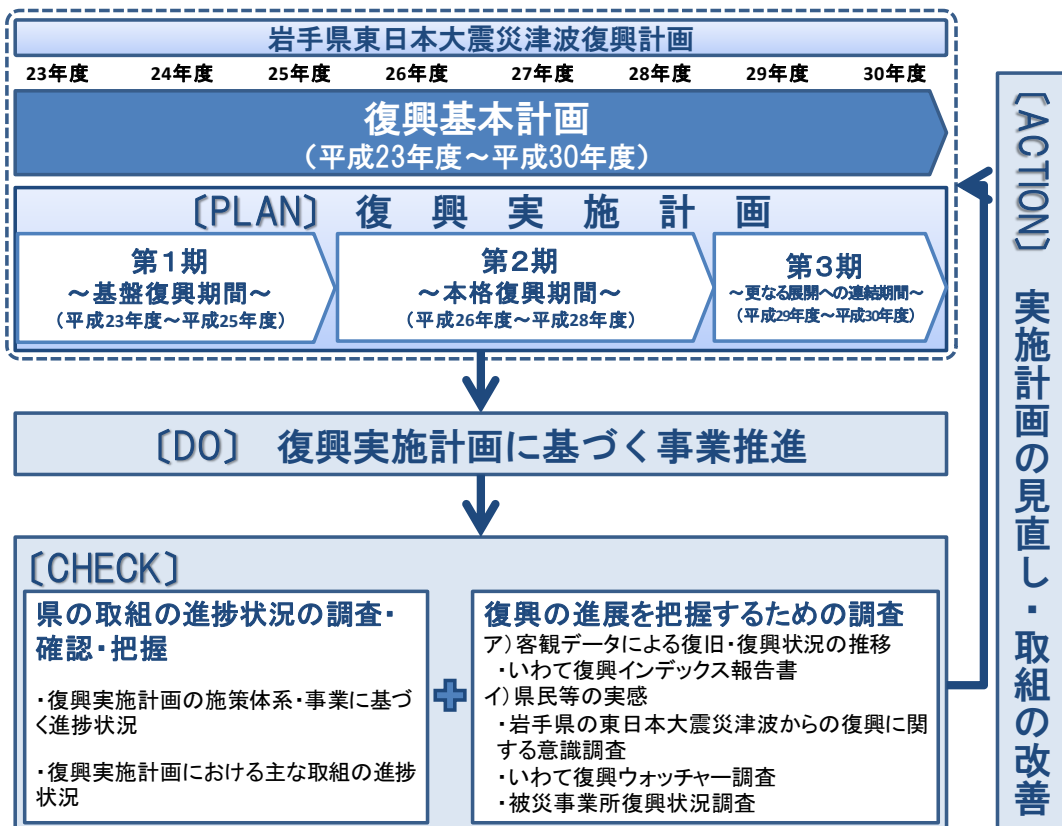 岩手県東日本大震災津波復興計画
23年度 24年度 25年度 26年度 27年度 28年度 29年度 30年度
復興基本計画
（平成23年度～平成30年度）
〔PLAN〕復興実施計画
第１期
～基盤復興期間～
（平成23年度～平成25年度）
第２期
～本格復興期間～
（平成26年度～平成28年度）
第３期
～更なる展開への連結期間～
（平成29年度～平成30年度）
〔DO〕 復興実施計画に基づく事業推進
〔CHECK〕
県の取組の進捗状況の調査・
確認・把握
・復興実施計画の施策体系・事業に基づ
く進捗状況
・復興実施計画における主な取組の進捗
状況
復興の進展を把握するための調査
ア）客観データによる復旧・復興状況の推移
・いわて復興インデックス報告書
イ）県民等の実感
・岩手県の東日本大震災津波からの復興に関
する意識調査
・いわて復興ウォッチャー調査
・被災事業所復興状況調査
〔ACTION〕 実施計画の見直し・取組の改善